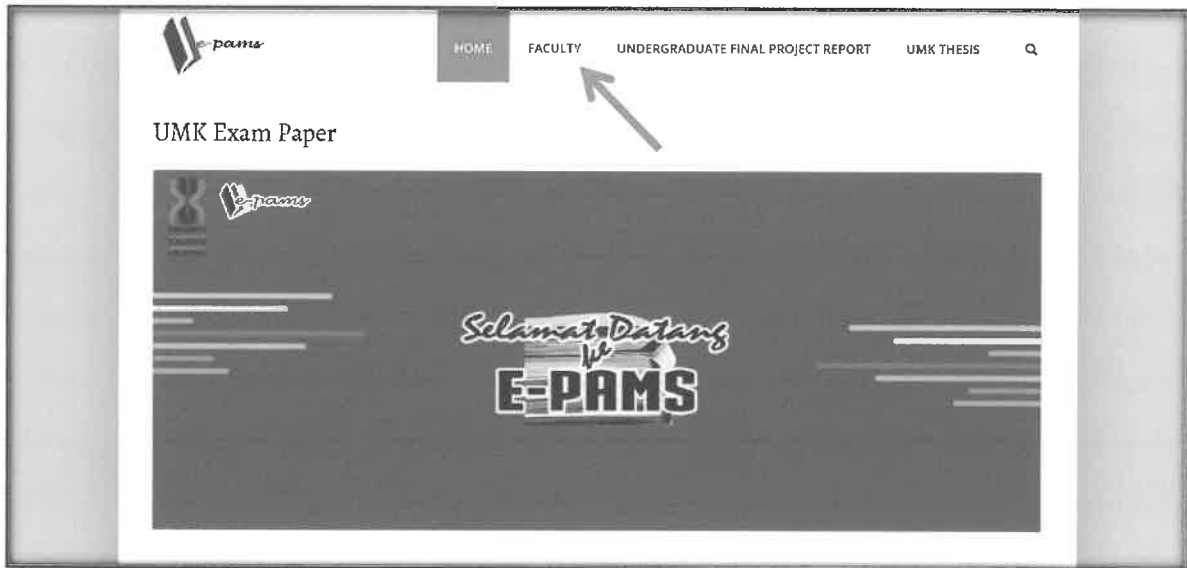 e-pams
HOME FACULTY UNDERGRADUATE FINAL PROJECT REPORT UMK THESIS
UMK Exam Paper
e-pams
Selamat Datang
ke
E-PAMS